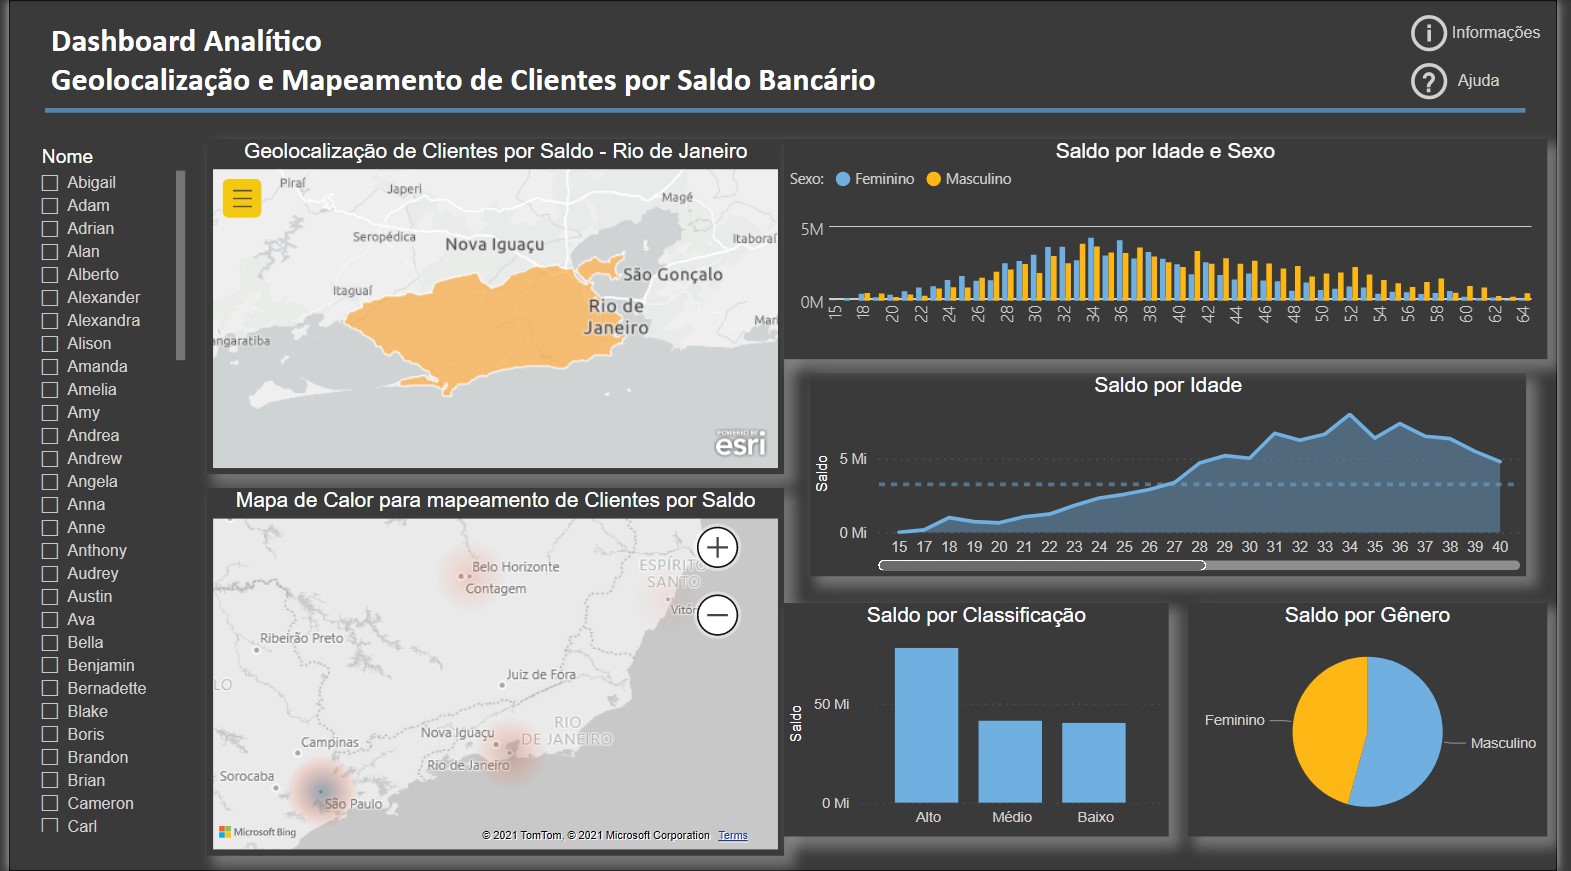 Dashboard Analítico
Geolocalização e Mapeamento de Clientes por Saldo Bancário
Informações
Ajuda
Nome
Abigail
Adam
Adrian
Alan
Alberto
Alexander
Alexandra
Alison
Amanda
Amelia
Amy
Andrea
Andrew
Angela
Anna
Anne
Anthony
Audrey
Austin
Ava
Bella
Benjamin
Bernadette
Blake
Boris
Brandon
Brian
Cameron
Carl
Geolocalização de Clientes por Saldo - Rio de Janeiro
Piraí
Japeri
Magé
Seropédica
Nova Iguaçu
Itaboraí
São Gonçalo
Itaguaí
Rio de
Janeiro
Mari
angaratiba
POWERED BY
esri
Mapa de Calor para mapeamento de Clientes por Saldo
Belo Horizonte
Contagem
ESPÍRITO
SANTO
Vitór
Ribeirão Preto
Juiz de Fora
LO
RIO
DE JANEIRO
Nova Iguaçu
Rio de Janeiro
Campinas
Sorocaba
São Paulo
Microsoft Bing
© 2021 TomTom, © 2021 Microsoft Corporation Terms
Saldo por Idade e Sexo
Sexo: Feminino Masculino
5M
0M
15 18 20 22 24 26 28 30 32 34 36 38 40 42 44 46 48 50 52 54 56 58 60 62 64
Saldo por Idade
Saldo
5 Mi
0 Mi
15 17 18 19 20 21 22 23 24 25 26 27 28 29 30 31 32 33 34 35 36 37 38 39 40
Saldo por Classificação
Saldo
50 Mi
0 Mi
Alto Médio Baixo
Saldo por Gênero
Feminino
Masculino